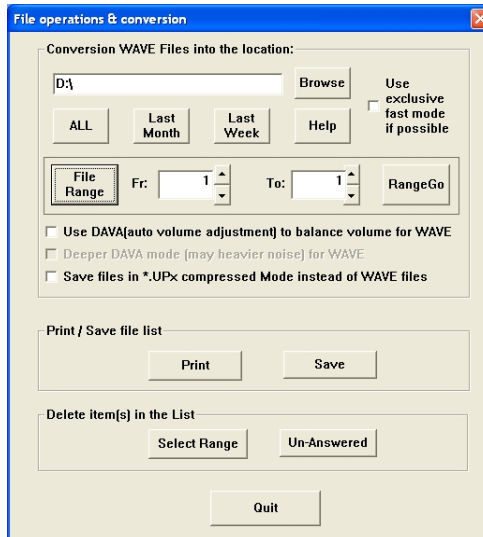 File operations & conversion
Conversion WAVE Files into the location:
D:\
Browse
Use
exclusive
fast mode
if possible
ALL
Last
Month
Last
Week
Help
File
Range
Fr:
1
To:
1
RangeGo
Use DAVA(auto volume adjustment) to balance volume for WAVE
Deeper DAVA mode (may heavier noise) for WAVE
Save files in *.UPx compressed Mode instead of WAVE files
Print / Save file list
Print
Save
Delete item(s) in the List
Select Range
Un-Answered
Quit